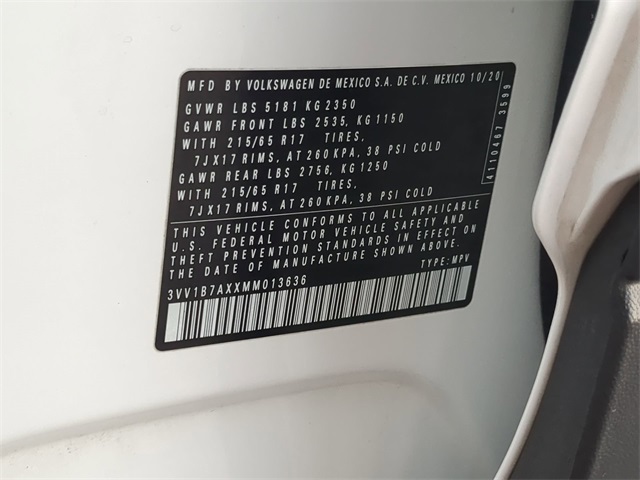 MFD BY VOLKSWAGEN DE MEXICO S.A. DE C.V. MEXICO 10/20
GVWR LBS 5181 KG 2350
GAWR FRONT LBS 2535, KG 1150
WITH 215/65 R17 TIRES.
7JX17 RIMS, AT 260 KPA, 38 PSI COLD
GAWR REAR LBS 2756, KG 1250
WITH 215/65 R17 TIRES.
7JX17 RIMS, AT 260 KPA, 38 PSI COLD
THIS VEHICLE CONFORMS TO ALL APPLICABLE
U.S. FEDERAL MOTOR VEHICLE SAFETY AND
THEFT PREVENTION STANDARDS IN EFFECT ON
THE DATE OF MANUFACTURE SHOWN ABOVE.
3VV1B7AXXMM013636 TYPE: MPV
4110467 3599